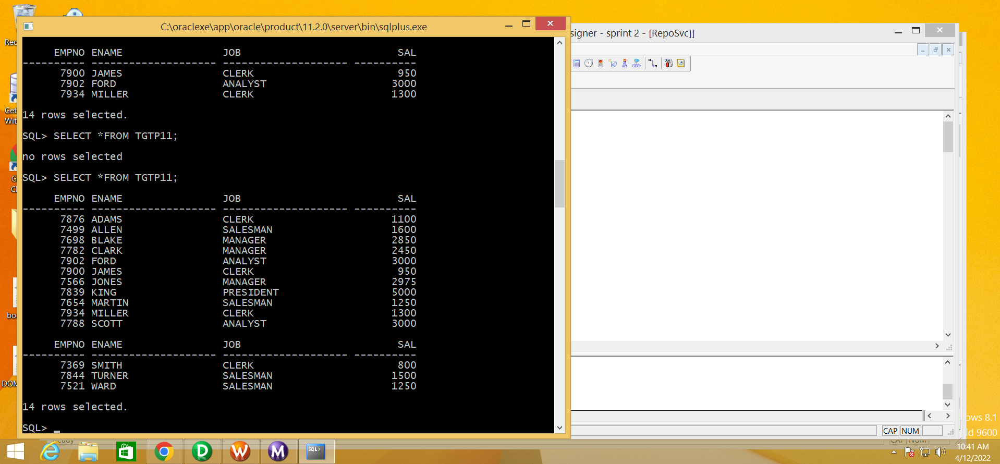 C:\oraclexe\app\oracle\product\11.2.0\server\bin\sqlplus.exe
signer - sprint 2 - [RepoSvc]]
     EMPNO ENAME                JOB                         SAL
---------- -------------------- -------------------- ----------
      7900 JAMES                CLERK                       950
      7902 FORD                 ANALYST                    3000
      7934 MILLER               CLERK                      1300
14 rows selected.
SQL> SELECT *FROM TGTP11;
no rows selected
SQL> SELECT *FROM TGTP11;
     EMPNO ENAME                JOB                         SAL
---------- -------------------- -------------------- ----------
      7876 ADAMS                CLERK                      1100
      7499 ALLEN                SALESMAN                   1600
      7698 BLAKE                MANAGER                    2850
      7782 CLARK                MANAGER                    2450
      7902 FORD                 ANALYST                    3000
      7900 JAMES                CLERK                       950
      7566 JONES                MANAGER                    2975
      7839 KING                 PRESIDENT                  5000
      7654 MARTIN               SALESMAN                   1250
      7934 MILLER               CLERK                      1300
      7788 SCOTT                ANALYST                    3000
     EMPNO ENAME                JOB                         SAL
---------- -------------------- -------------------- ----------
      7369 SMITH                CLERK                       800
      7844 TURNER               SALESMAN                   1500
      7521 WARD                 SALESMAN                   1250
14 rows selected.
SQL>
Rec
Get
Wit
G
Cl
bo
DOM
CAP NUM
ows 8.1
ld 9600
Ready
CAP NUM
D
W
M
SQL>
10:41 AM
4/12/2022